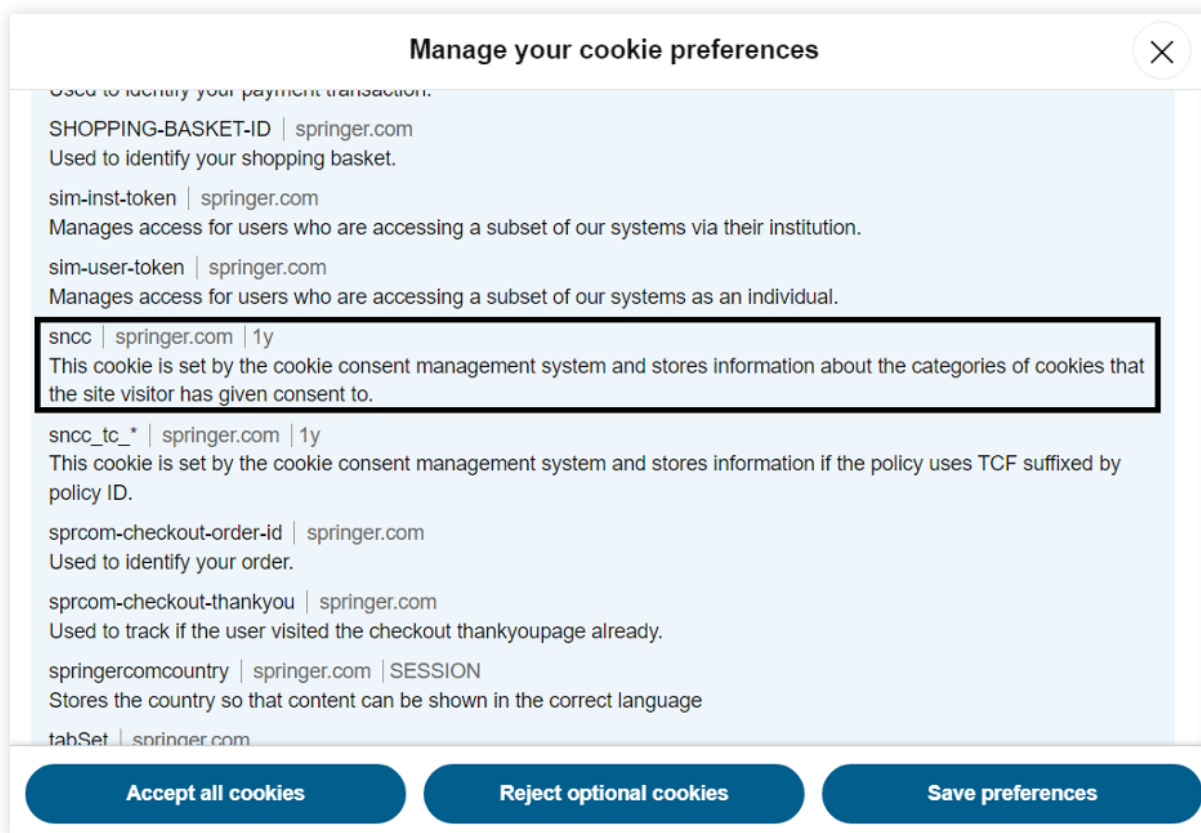 Manage your cookie preferences
Used to identify your payment transaction.
SHOPPING-BASKET-ID | springer.com
Used to identify your shopping basket.
sim-inst-token | springer.com
Manages access for users who are accessing a subset of our systems via their institution.
sim-user-token | springer.com
Manages access for users who are accessing a subset of our systems as an individual.
sncc | springer.com | 1y
This cookie is set by the cookie consent management system and stores information about the categories of cookies that
the site visitor has given consent to.
sncc_tc_* | springer.com | 1y
This cookie is set by the cookie consent management system and stores information if the policy uses TCF suffixed by
policy ID.
sprcom-checkout-order-id | springer.com
Used to identify your order.
sprcom-checkout-thankyou | springer.com
Used to track if the user visited the checkout thankyoupage already.
springercomcountry | springer.com | SESSION
Stores the country so that content can be shown in the correct language
tabSet | springer.com
Accept all cookies
Reject optional cookies
Save preferences